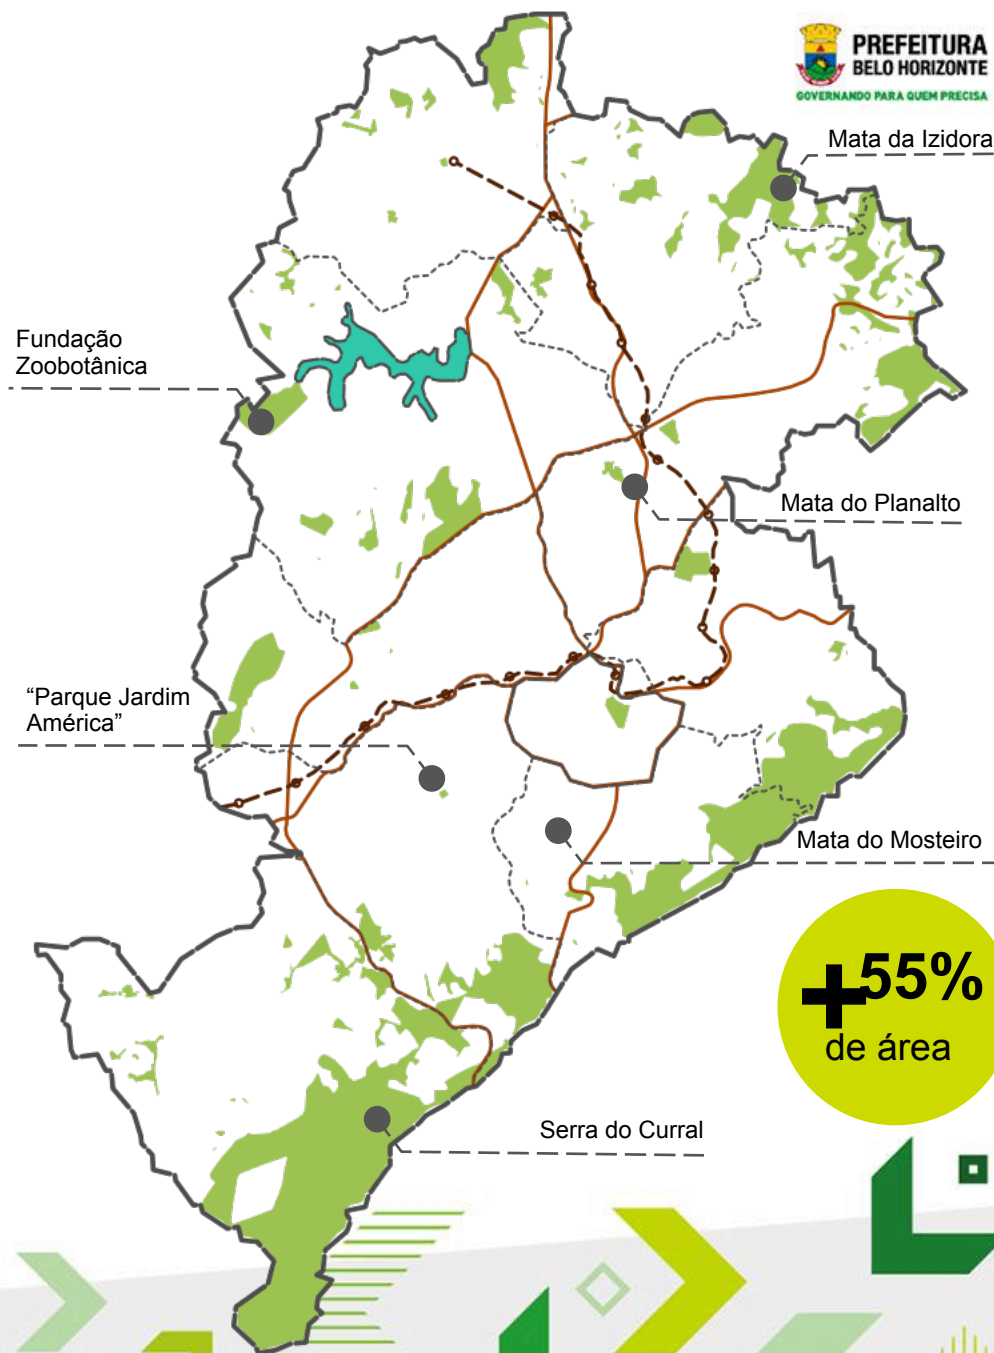 PREFEITURA
BELO HORIZONTE
GOVERNANDO PARA QUEM PRECISA
Mata da Izidora
Fundação
Zoobotânica
Mata do Planalto
“Parque Jardim
América”
Mata do Mosteiro
+55%
de área
Serra do Curral